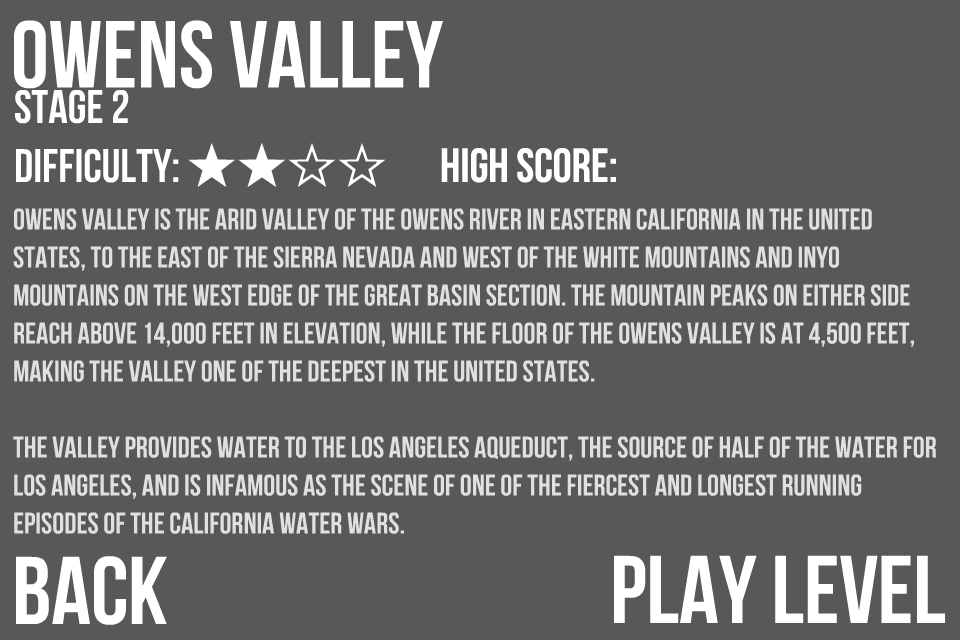 OWENS VALLEY
STAGE 2
DIFFICULTY: ★★☆☆ HIGH SCORE:
OWENS VALLEY IS THE ARID VALLEY OF THE OWENS RIVER IN EASTERN CALIFORNIA IN THE UNITED
STATES, TO THE EAST OF THE SIERRA NEVADA AND WEST OF THE WHITE MOUNTAINS AND INYO
MOUNTAINS ON THE WEST EDGE OF THE GREAT BASIN SECTION. THE MOUNTAIN PEAKS ON EITHER SIDE
REACH ABOVE 14,000 FEET IN ELEVATION, WHILE THE FLOOR OF THE OWENS VALLEY IS AT 4,500 FEET,
MAKING THE VALLEY ONE OF THE DEEPEST IN THE UNITED STATES.
THE VALLEY PROVIDES WATER TO THE LOS ANGELES AQUEDUCT, THE SOURCE OF HALF OF THE WATER FOR
LOS ANGELES, AND IS INFAMOUS AS THE SCENE OF ONE OF THE FIERCEST AND LONGEST RUNNING
EPISODES OF THE CALIFORNIA WATER WARS.
BACK PLAY LEVEL